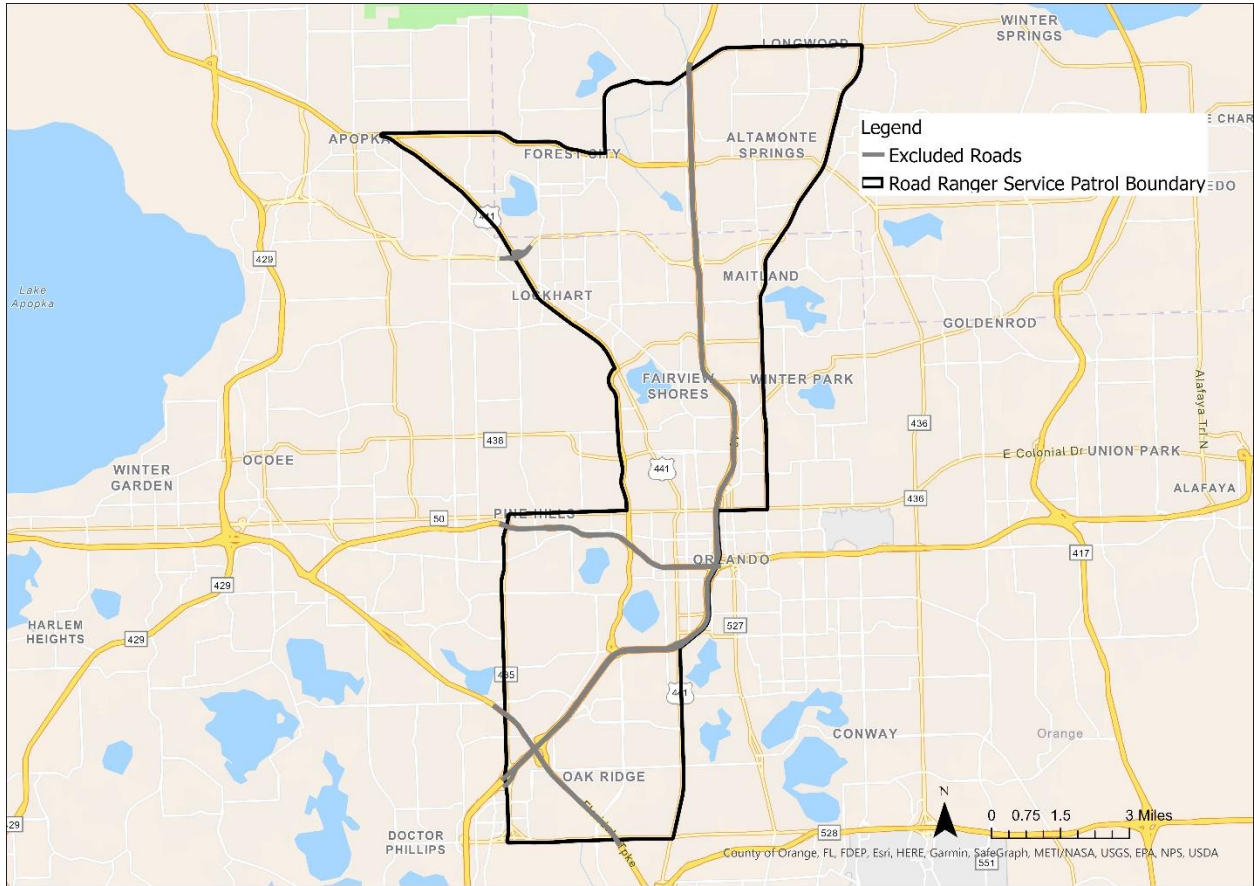 WINTER
SPRINGS
LONGWOOD
Legend
Excluded Roads
Road Ranger Service Patrol Boundary
APOPKA
FOREST CITY
ALTAMONTE
SPRINGS
441
429
Lake
Apopka
LOCKHART
MAITLAND
GOLDENROD
FAIRVIEW
SHORES
WINTER PARK
Alafaya Trl N
436
438
OCOEE
WINTER
GARDEN
441
E Colonial Dr
UNION PARK
ALAFAYA
436
PINE HILLS
50
ORLANDO
417
429
HARLEM
HEIGHTS
429
527
435
441
CONWAY
Orange
OAK RIDGE
DOCTOR
PHILLIPS
528
N
0 0.75 1.5 3 Miles
429
551
County of Orange, FL, FDEP, Esri, HERE, Garmin, SafeGraph, METI/NASA, USGS, EPA, NPS, USDA